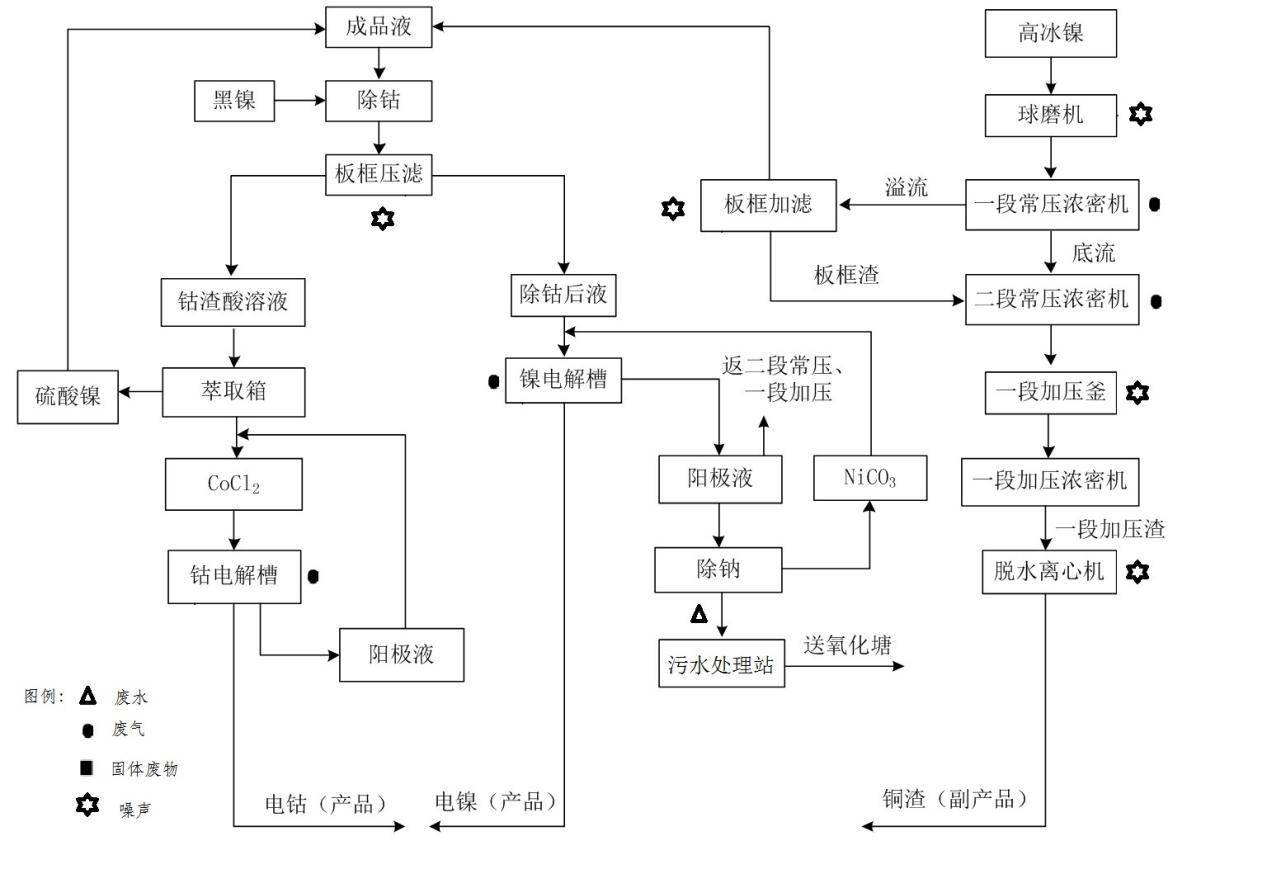 成品液
高冰镍
黑镍
除钴
球磨机
板框压滤
溢流
板框加滤
一段常压浓密机
底流
板框渣
钴渣酸溶液
除钴后液
二段常压浓密机
硫酸镍
萃取箱
镍电解槽
返二段常压、
一段加压
一段加压釜
CoCl₂
阳极液
NiCO₃
一段加压浓密机
一段加压渣
钴电解槽
除钠
脱水离心机
阳极液
污水处理站
送氧化塘
图例:
废水
废气
固体废物
噪声
电钴（产品）
电镍（产品）
铜渣（副产品）